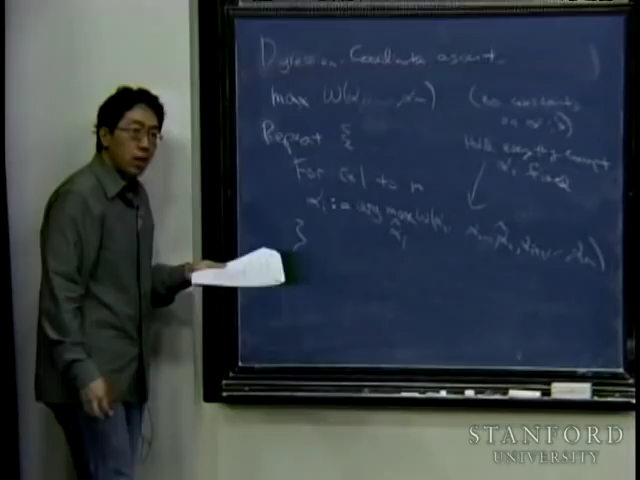 Digression: Coordinate ascent.
max W(α₁, ..., αₘ)
(no constraints on αᵢ's)
Repeat {
Hold everything except αᵢ fixed
For i=1 to m
αᵢ := arg max W(α₁, ... αᵢ₋₁, α̂ᵢ, αᵢ₊₁, ... αₘ)
α̂ᵢ
}
STANFORD
UNIVERSITY